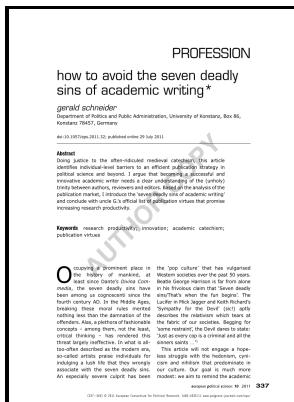 PROFESSION
how to avoid the seven deadly
sins of academic writing*
gerald schneider
Department of Politics and Public Administration, University of Konstanz, Box 86,
Konstanz 78457, Germany
doi:10.1057/eps.2011.32; published online 29 July 2011
Abstract
Doing justice to the often-ridiculed medieval catechism, this article
identifies individual-level barriers to an efficient publication strategy in
political science and beyond. I argue that becoming a successful and
innovative academic writer needs a clear understanding of the (unholy)
trinity between authors, reviewers and editors. Based on the analysis of the
publication market, I introduce the 'seven deadly sins of academic writing'
and conclude with uncle G.'s official list of publication virtues that promise
increasing research productivity.
Keywords research productivity; innovation; academic catechism;
publication virtues
Occupying a prominent place in
the history of mankind, at
least since Dante's Divina Com-
media, the seven deadly sins have
been among us cognoscenti since the
fourth century AD. In the Middle Ages,
breaking these moral rules merited
nothing less than the damnation of the
offenders. Alas, a plethora of fashionable
concepts – among them, not the least,
critical thinking – has rendered this
threat largely ineffective. In what is all-
too-often described as the modern era,
so-called artists praise individuals for
indulging a lush life that they wrongly
associate with the seven deadly sins.
An especially severe culprit has been
the 'pop culture' that has vulgarised
Western societies over the past 50 years.
Beatle George Harrison is far from alone
in his frivolous claim that 'Seven deadly
sins/That's when the fun begins'. The
Lucifer in Mick Jagger and Keith Richard's
'Sympathy for the Devil' (sic!) aptly
describes the relativism which tears at
the fabric of our societies. Begging for
'some restraint', the Devil dares to state:
'Just as every cop is a criminal and all the
sinners saints ...'
This article will not engage a hope-
less struggle with the hedonism, cyni-
cism and nihilism that predominate in
our culture. Our goal is much more
modest: we aim to remind the academic
european political science: 10 2011
337
AUTHOR COPY